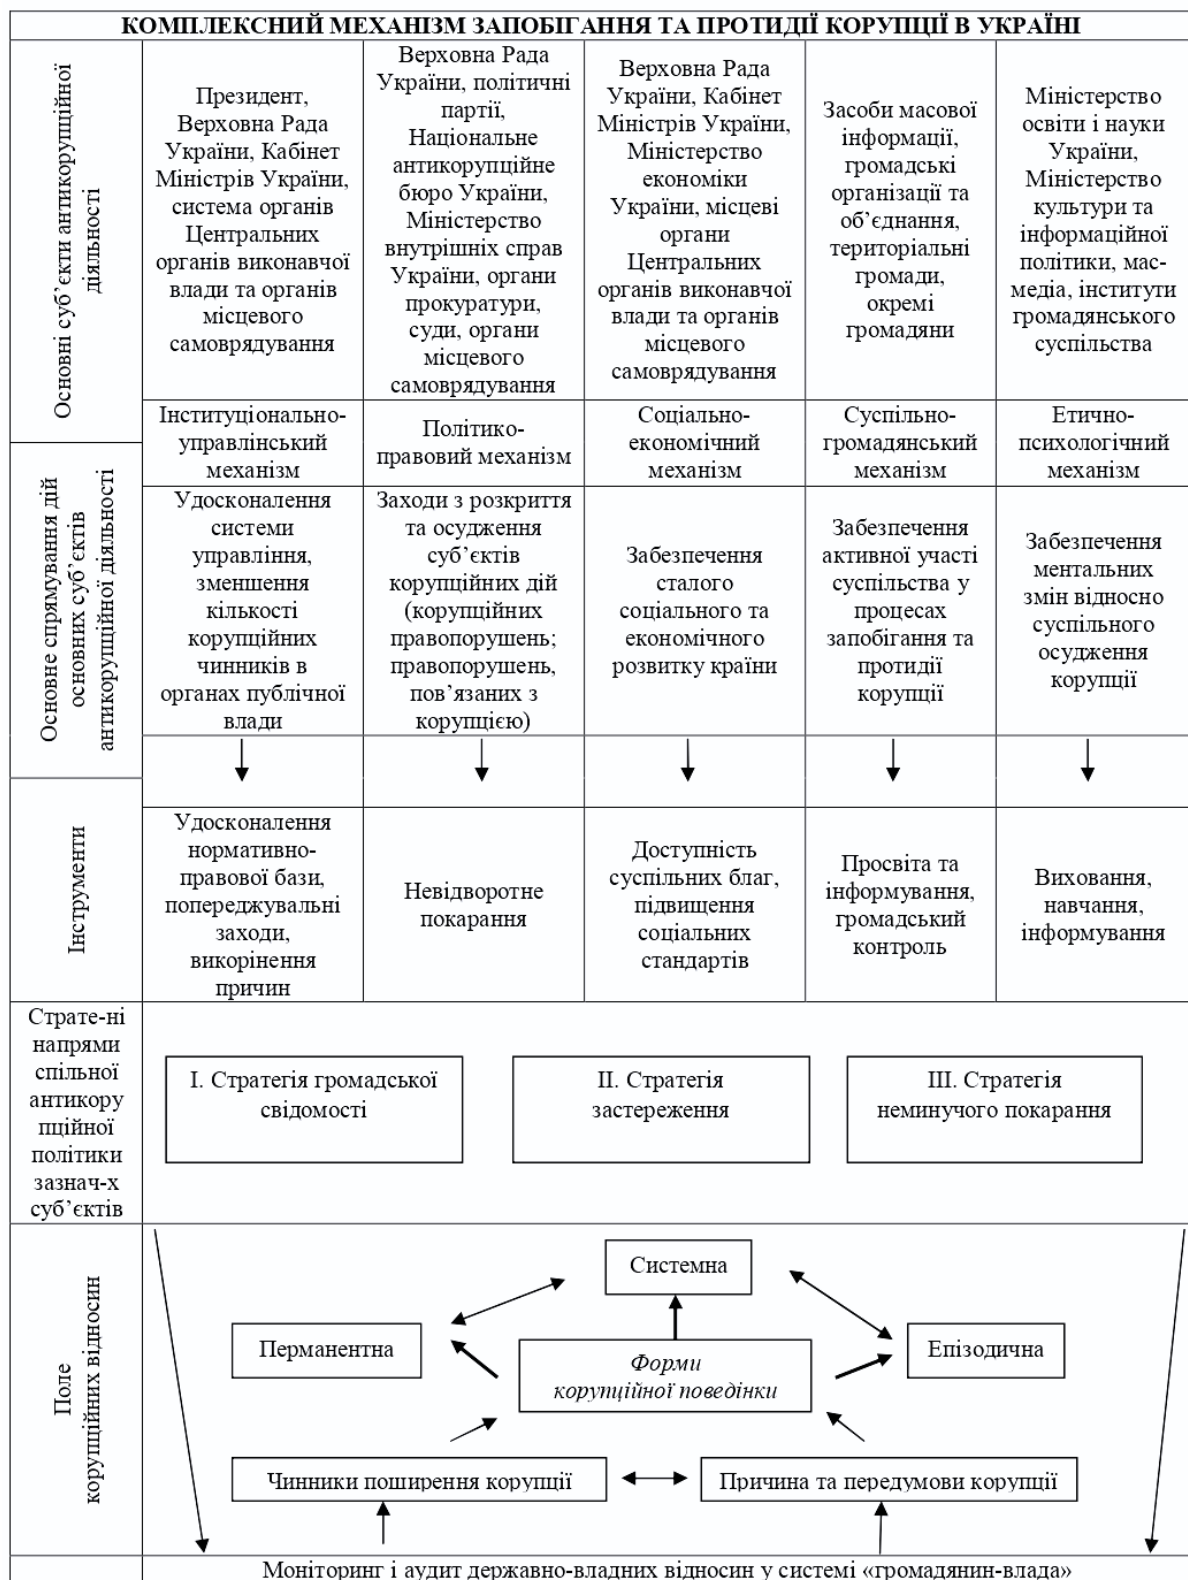 КОМПЛЕКСНИЙ МЕХАНІЗМ ЗАПОБІГАННЯ ТА ПРОТИДІЇ КОРУПЦІЇ В УКРАЇНІ
Основні суб’єкти антикорупційної
діяльності
Президент,
Верховна Рада
України, Кабінет
Міністрів України,
система органів
Центральних
органів виконавчої
влади та органів
місцевого
самоврядування
Верховна Рада
України, політичні
партії,
Національне
антикорупційне
бюро України,
Міністерство
внутрішніх справ
України, органи
прокуратури,
суди, органи
місцевого
самоврядування
Верховна Рада
України, Кабінет
Міністрів України,
Міністерство
економіки
України, місцеві
органи
Центральних
органів виконавчої
влади та органів
місцевого
самоврядування
Засоби масової
інформації,
громадські
організації та
об’єднання,
територіальні
громади,
окремі
громадяни
Міністерство
освіти і науки
України,
Міністерство
культури та
інформаційної
політики, мас-
медіа, інститути
громадянського
суспільства
Інституціонально-
управлінський
механізм
Політико-
правовий механізм
Соціально-
економічний
механізм
Суспільно-
громадянський
механізм
Етично-
психологічний
механізм
Основне спрямування дій
основних суб’єктів
антикорупційної діяльності
Удосконалення
системи
управління,
зменшення
кількості
корупційних
чинників в
органах публічної
влади
Заходи з розкриття
та осудження
суб’єктів
корупційних дій
(корупційних
правопорушень;
правопорушень,
пов’язаних з
корупцією)
Забезпечення
сталого
соціального та
економічного
розвитку країни
Забезпечення
активної участі
суспільства у
процесах
запобігання та
протидії
корупції
Забезпечення
ментальних
змін відносно
суспільного
осудження
корупції
Інструменти
Удосконалення
нормативно-
правової бази,
попереджувальні
заходи,
викорінення
причин
Невідворотне
покарання
Доступність
суспільних благ,
підвищення
соціальних
стандартів
Просвіта та
інформування,
громадський
контроль
Виховання,
навчання,
інформування
Страте-ні
напрями
спільної
антикору
пційної
політики
зазнач-х
суб’єктів
І. Стратегія громадської
свідомості
ІІ. Стратегія
застереження
ІІІ. Стратегія
неминучого покарання
Поле
корупційних відносин
Системна
Перманентна
Форми
корупційної поведінки
Епізодична
Чинники поширення корупції
Причина та передумови корупції
Моніторинг і аудит державно-владних відносин у системі «громадянин-влада»